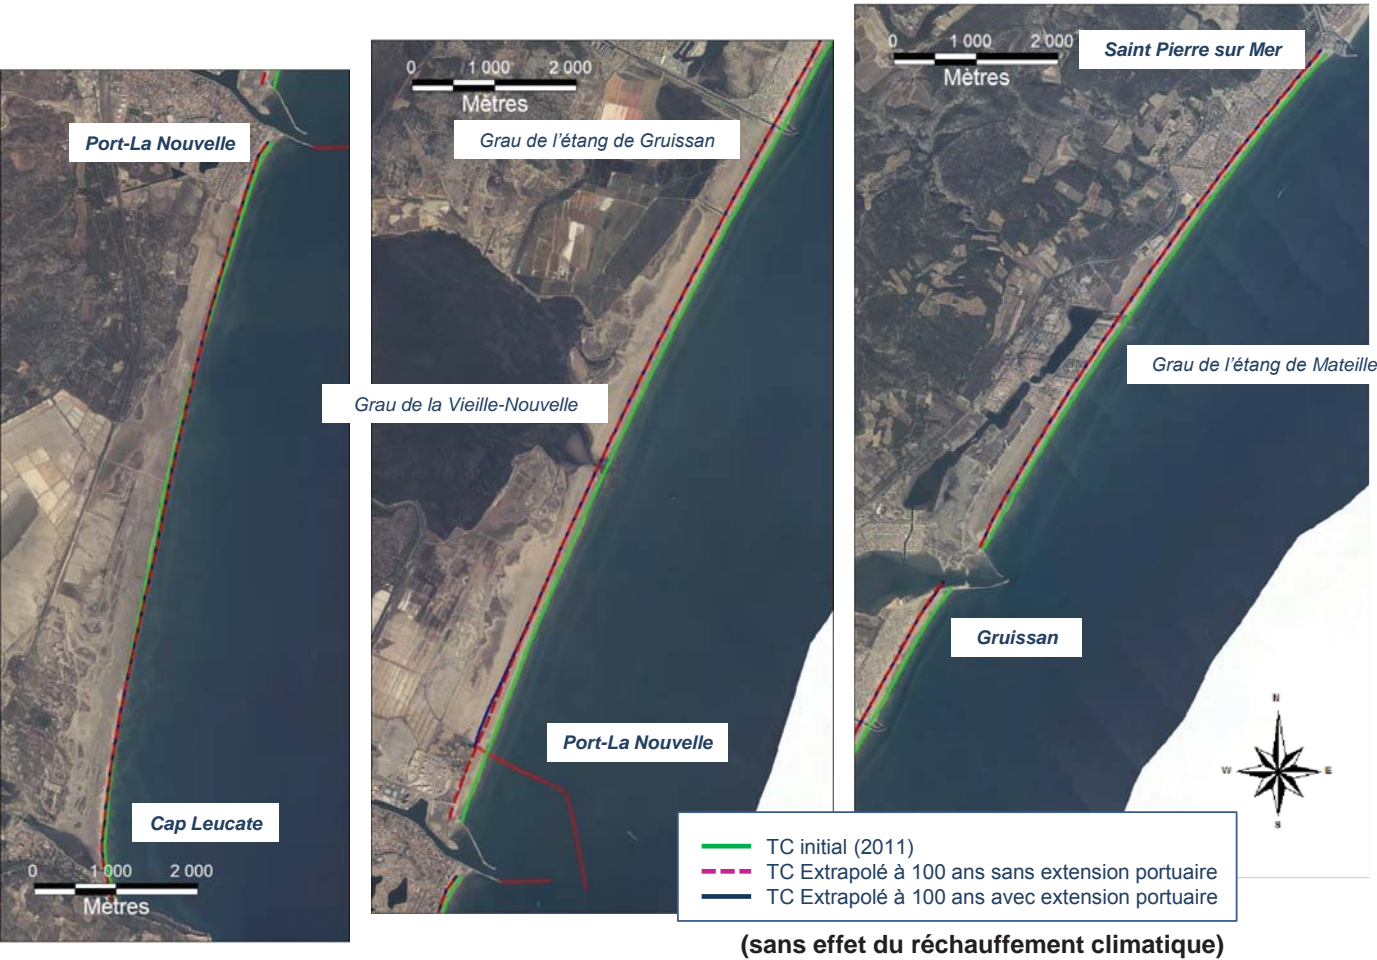 0 1 000 2 000
Mètres
Port-La Nouvelle
Cap Leucate
0 1 000 2 000
Mètres
Grau de l'étang de Gruissan
Grau de la Vieille-Nouvelle
Port-La Nouvelle
0 1 000 2 000
Mètres
Saint Pierre sur Mer
Grau de l'étang de Mateille
Gruissan
N
W E
S
TC initial (2011)
TC Extrapolé à 100 ans sans extension portuaire
TC Extrapolé à 100 ans avec extension portuaire
(sans effet du réchauffement climatique)